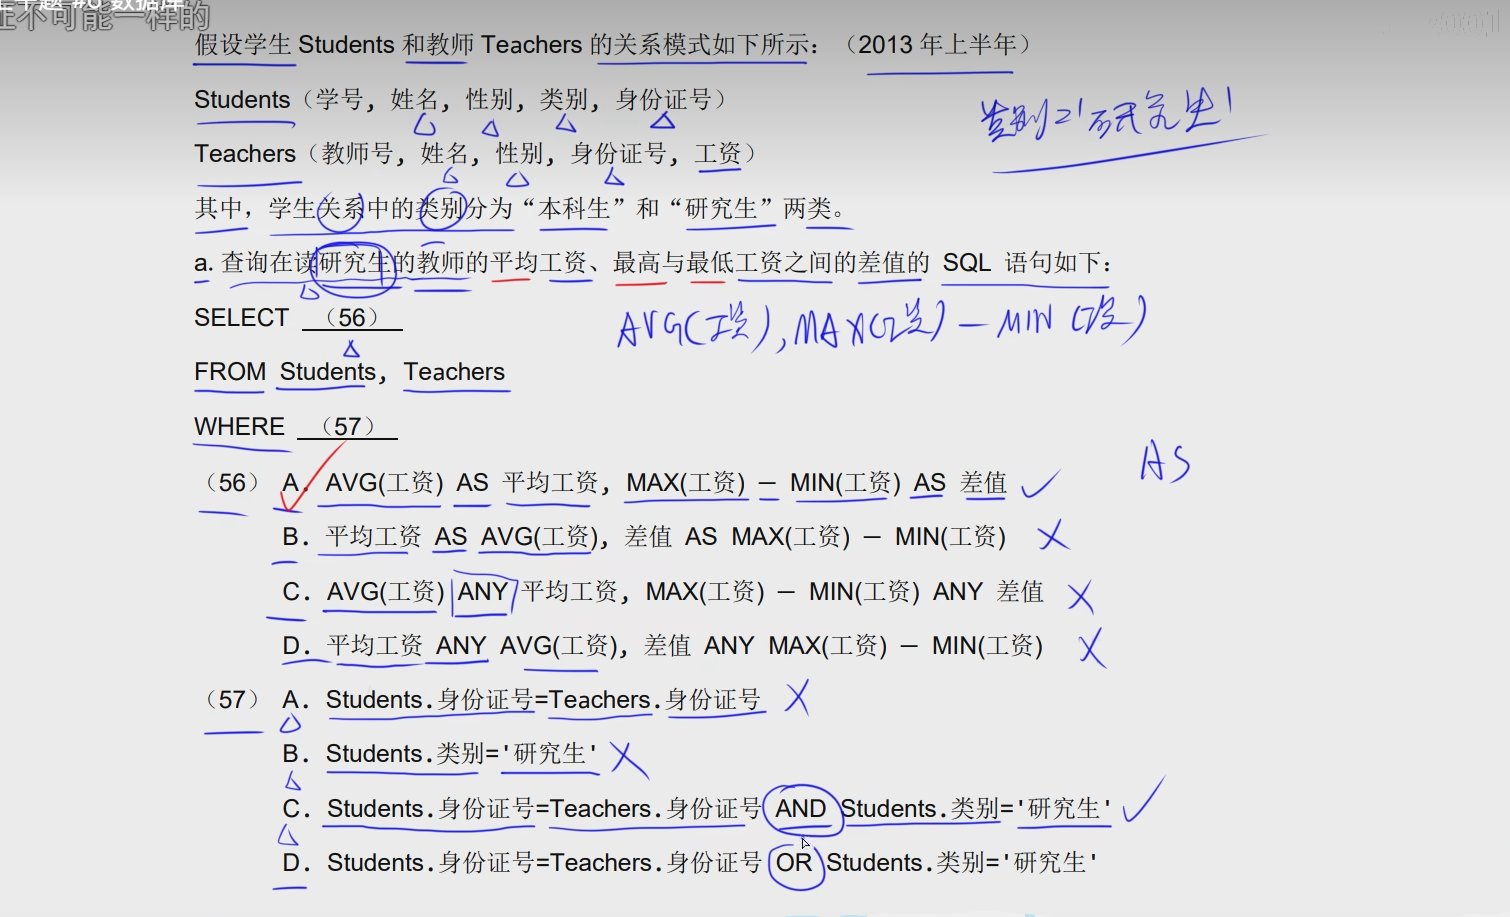 在不可能一样的
假设学生 Students 和教师 Teachers 的关系模式如下所示：（2013 年上半年）
Students（学号，姓名，性别，类别，身份证号）
类别='研究生'
Teachers（教师号，姓名，性别，身份证号，工资）
其中，学生关系中的类别分为“本科生”和“研究生”两类。
a. 查询在读研究生的教师的平均工资、最高与最低工资之间的差值的 SQL 语句如下：
SELECT （56）
AVG(工资),MAX(工资)－MIN(工资)
FROM Students，Teachers
WHERE （57）
（56） A．AVG(工资) AS 平均工资，MAX(工资)－MIN(工资) AS 差值
AS
B．平均工资 AS AVG(工资)，差值 AS MAX(工资)－MIN(工资)
C．AVG(工资) ANY 平均工资，MAX(工资)－MIN(工资) ANY 差值
D．平均工资 ANY AVG(工资)，差值 ANY MAX(工资)－MIN(工资)
（57） A．Students.身份证号=Teachers.身份证号
B．Students.类别='研究生'
C．Students.身份证号=Teachers.身份证号 AND Students.类别='研究生'
D．Students.身份证号=Teachers.身份证号 OR Students.类别='研究生'